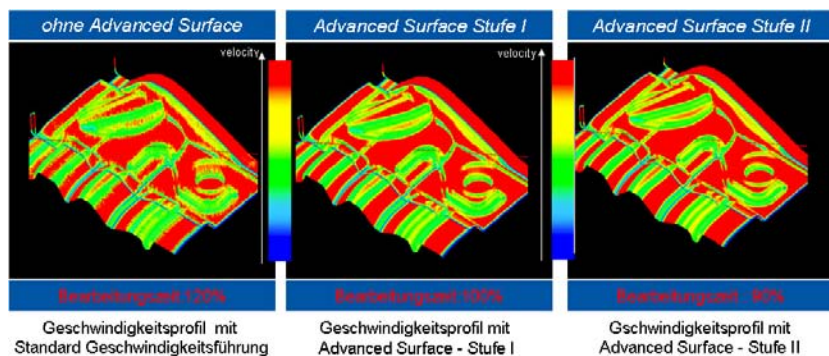 ohne Advanced Surface
Advanced Surface Stufe I
Advanced Surface Stufe II
velocity
velocity
Bearbeitungszeit 120%
Bearbeitungszeit 100%
Bearbeitungszeit : 90%
Geschwindigkeitsprofil mit
Standard Geschwindigkeitsführung
Geschwindigkeitsprofil mit
Advanced Surface - Stufe I
Gschwindigkeitsprofil mit
Advanced Surface - Stufe II